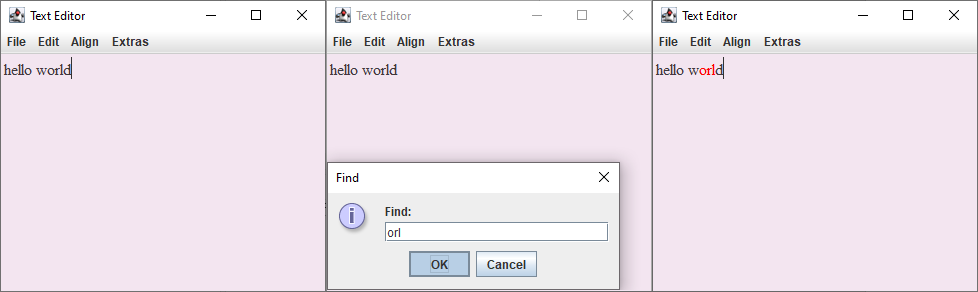 Text Editor
File Edit Align Extras
hello world
Text Editor
File Edit Align Extras
hello world
Find
i
Find:
orl
OK Cancel
Text Editor
File Edit Align Extras
hello world